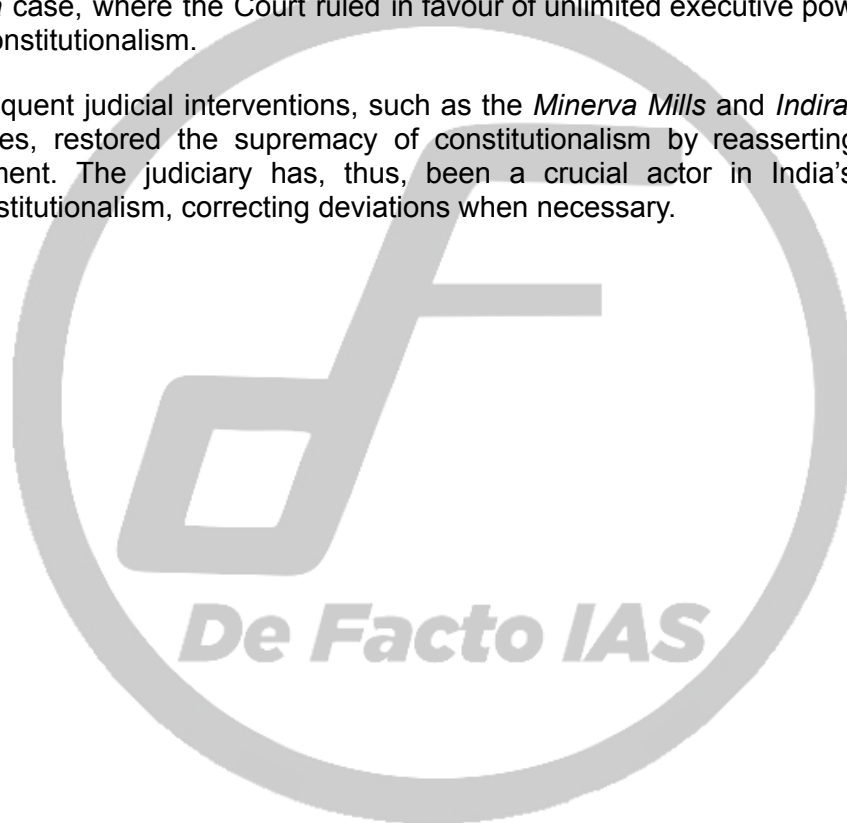 case, where the Court ruled in favour of unlimited executive pow
onstitutionalism.
quent judicial interventions, such as the Minerva Mills and Indira
es, restored the supremacy of constitutionalism by reasserting
ment. The judiciary has, thus, been a crucial actor in India's
stitutionalism, correcting deviations when necessary.
De Facto IAS